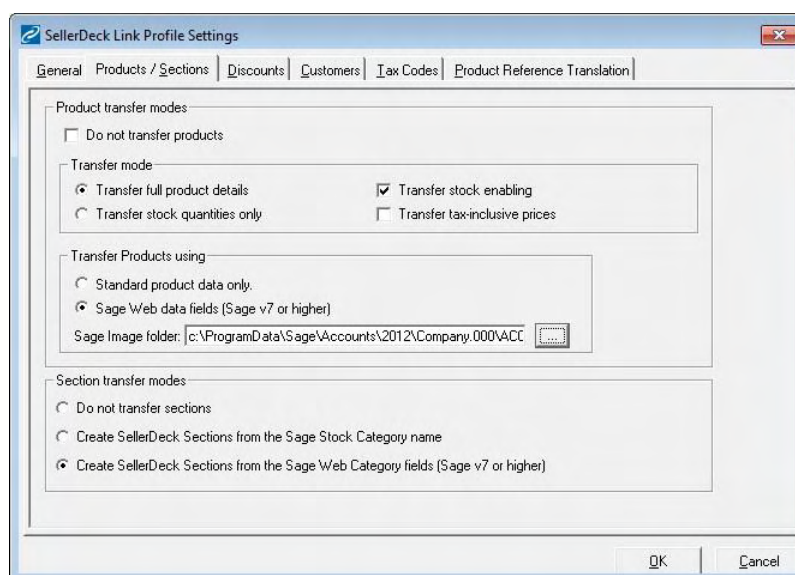 SellerDeck Link Profile Settings
General Products / Sections Discounts Customers Tax Codes Product Reference Translation
Product transfer modes
Do not transfer products
Transfer mode
Transfer full product details Transfer stock enabling
Transfer stock quantities only Transfer tax-inclusive prices
Transfer Products using
Standard product data only.
Sage Web data fields (Sage v7 or higher)
Sage Image folder: c:\ProgramData\Sage\Accounts\2012\Company.000\ACC ...
Section transfer modes
Do not transfer sections
Create SellerDeck Sections from the Sage Stock Category name
Create SellerDeck Sections from the Sage Web Category fields (Sage v7 or higher)
OK Cancel